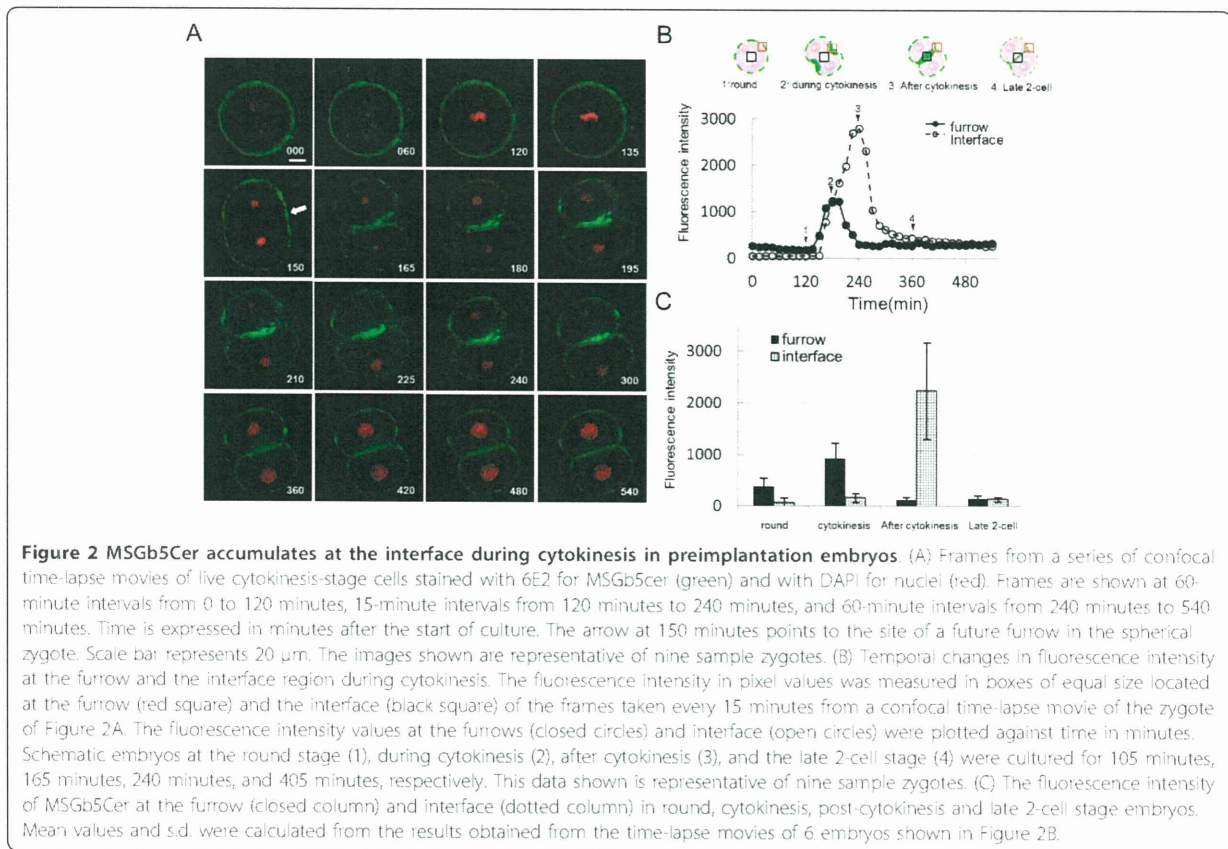 A
000
060
120
135
150
165
180
195
210
225
240
300
360
420
480
540
B
1:round
2: during cytokinesis
3: After cytokinesis
4: Late 2-cell
Fluorescence intensity
3000
2000
1000
0
1
2
3
4
furrow
Interface
0 120 240 360 480
Time(min)
C
Fluorescence intensity
3000
2000
1000
0
furrow
interface
round
cytokinesis
After cytokinesis
Late 2-cell
Figure 2 MSGb5Cer accumulates at the interface during cytokinesis in preimplantation embryos. (A) Frames from a series of confocal
time-lapse movies of live cytokinesis-stage cells stained with 6E2 for MSGb5cer (green) and with DAPI for nuclei (red). Frames are shown at 60-
minute intervals from 0 to 120 minutes, 15-minute intervals from 120 minutes to 240 minutes, and 60-minute intervals from 240 minutes to 540
minutes. Time is expressed in minutes after the start of culture. The arrow at 150 minutes points to the site of a future furrow in the spherical
zygote. Scale bar represents 20 μm. The images shown are representative of nine sample zygotes. (B) Temporal changes in fluorescence intensity
at the furrow and the interface region during cytokinesis. The fluorescence intensity in pixel values was measured in boxes of equal size located
at the furrow (red square) and the interface (black square) of the frames taken every 15 minutes from a confocal time-lapse movie of the zygote
of Figure 2A. The fluorescence intensity values at the furrows (closed circles) and interface (open circles) were plotted against time in minutes.
Schematic embryos at the round stage (1), during cytokinesis (2), after cytokinesis (3), and the late 2-cell stage (4) were cultured for 105 minutes,
165 minutes, 240 minutes, and 405 minutes, respectively. This data shown is representative of nine sample zygotes. (C) The fluorescence intensity
of MSGb5Cer at the furrow (closed column) and interface (dotted column) in round, cytokinesis, post-cytokinesis and late 2-cell stage embryos.
Mean values and s.d. were calculated from the results obtained from the time-lapse movies of 6 embryos shown in Figure 2B.